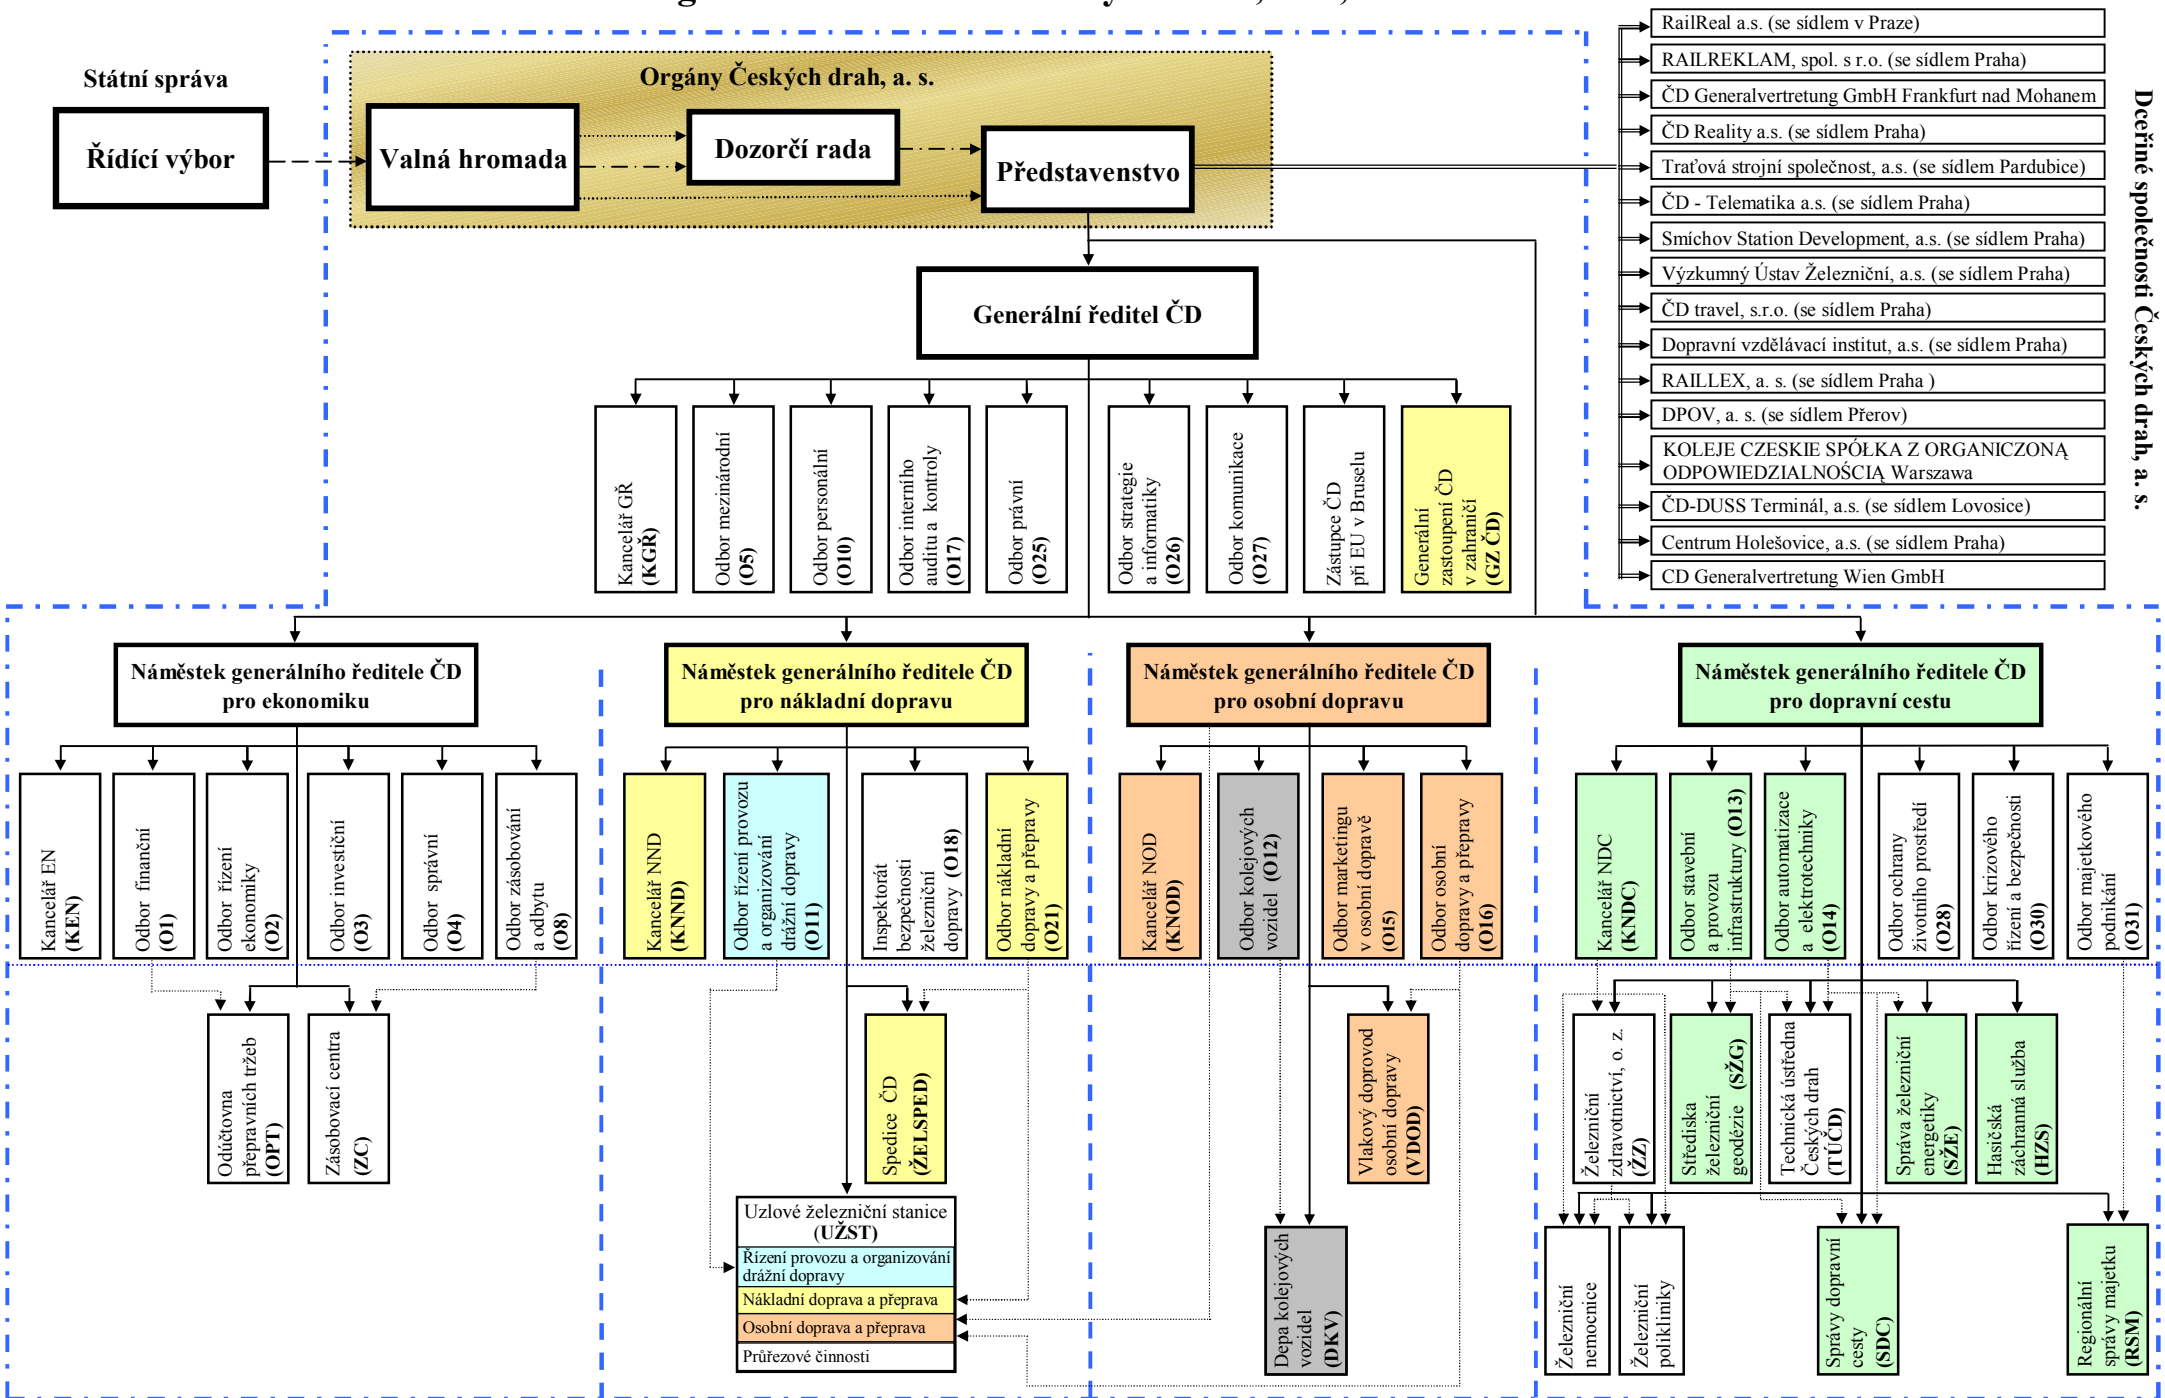 Státní správa
Řídící výbor
Orgány Českých drah, a. s.
Valná hromada
Dozorčí rada
Představenstvo
Generální ředitel ČD
RailReal a.s. (se sídlem v Praze)
RAILREKLAM, spol. s r.o. (se sídlem Praha)
ČD Generalvertretung GmbH Frankfurt nad Mohanem
ČD Reality a.s. (se sídlem Praha)
Traťová strojní společnost, a.s. (se sídlem Pardubice)
ČD - Telematika a.s. (se sídlem Praha)
Smíchov Station Development, a.s. (se sídlem Praha)
Výzkumný Ústav Železniční, a.s. (se sídlem Praha)
ČD travel, s.r.o. (se sídlem Praha)
Dopravní vzdělávací institut, a.s. (se sídlem Praha)
RAILLEX, a. s. (se sídlem Praha )
DPOV, a. s. (se sídlem Přerov)
KOLEJE CZESKIE SPÓŁKA Z ORGANICZONĄ
ODPOWIEDZIALNOŚCIĄ Warszawa
ČD-DUSS Terminál, a.s. (se sídlem Lovosice)
Centrum Holešovice, a.s. (se sídlem Praha)
CD Generalvertretung Wien GmbH
Dceřiné společnosti Českých drah, a. s.
Kancelář GŘ
(KGŘ)
Odbor mezinárodní
(O5)
Odbor personální
(O10)
Odbor interního
auditu a kontroly
(O17)
Odbor právní
(O25)
Odbor strategie
a informatiky
(O26)
Odbor komunikace
(O27)
Zástupce ČD
při EU v Bruselu
Generální
zastoupení ČD
v zahraničí
(GZ ČD)
Náměstek generálního ředitele ČD
pro ekonomiku
Náměstek generálního ředitele ČD
pro nákladní dopravu
Náměstek generálního ředitele ČD
pro osobní dopravu
Náměstek generálního ředitele ČD
pro dopravní cestu
Kancelář EN
(KEN)
Odbor finanční
(O1)
Odbor řízení
ekonomiky
(O2)
Odbor investiční
(O3)
Odbor správní
(O4)
Odbor zásobování
a odbytu
(O8)
Kancelář NND
(KNND)
Odbor řízení provozu
a organizování
drážní dopravy
(O11)
Inspektorát
bezpečnosti
železniční
dopravy (O18)
Odbor nákladní
dopravy a přepravy
(O21)
Kancelář NOD
(KNOD)
Odbor kolejových
vozidel (O12)
Odbor marketingu
v osobní dopravě
(O15)
Odbor osobní
dopravy a přepravy
(O16)
Kancelář NDC
(KNDC)
Odbor stavební
a provozu
infrastruktury (O13)
Odbor automatizace
a elektrotechniky
(O14)
Odbor ochrany
životního prostředí
(O28)
Odbor krizového
řízení a bezpečnosti
(O30)
Odbor majetkového
podnikání
(O31)
Odúčtovna
přepravních tržeb
(OPT)
Zásobovací centra
(ZC)
Spedice ČD
(ŽELSPED)
Vlakový doprovod
osobní dopravy
(VDOD)
Železniční
zdravotnictví, o. z.
(ŽZ)
Střediska
železniční
geodézie (SŽG)
Technická ústředna
Českých drah
(TÚČD)
Správa železniční
energetiky
(SŽE)
Hasičská
záchranná služba
(HZS)
Uzlové železniční stanice
(UŽST)
Řízení provozu a organizování
drážní dopravy
Nákladní doprava a přeprava
Osobní doprava a přeprava
Průřezové činnosti
Depa kolejových
vozidel
(DKV)
Železniční
nemocnice
Železniční
polikliniky
Správy dopravní
cesty
(SDC)
Regionální
správy majetku
(RSM)